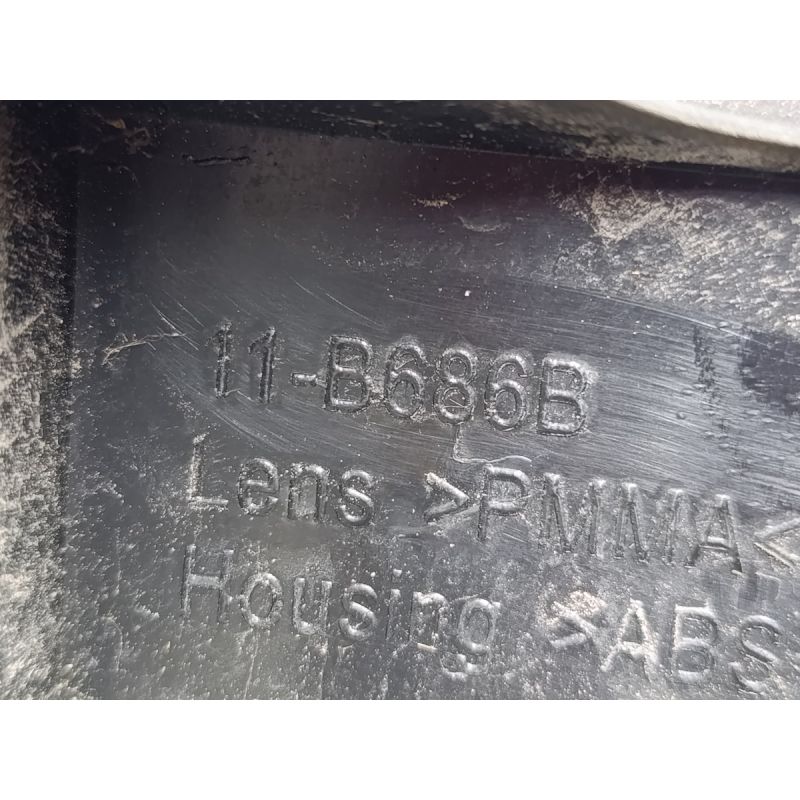 11-B686B
Lens >PMMA<
Housing >ABS